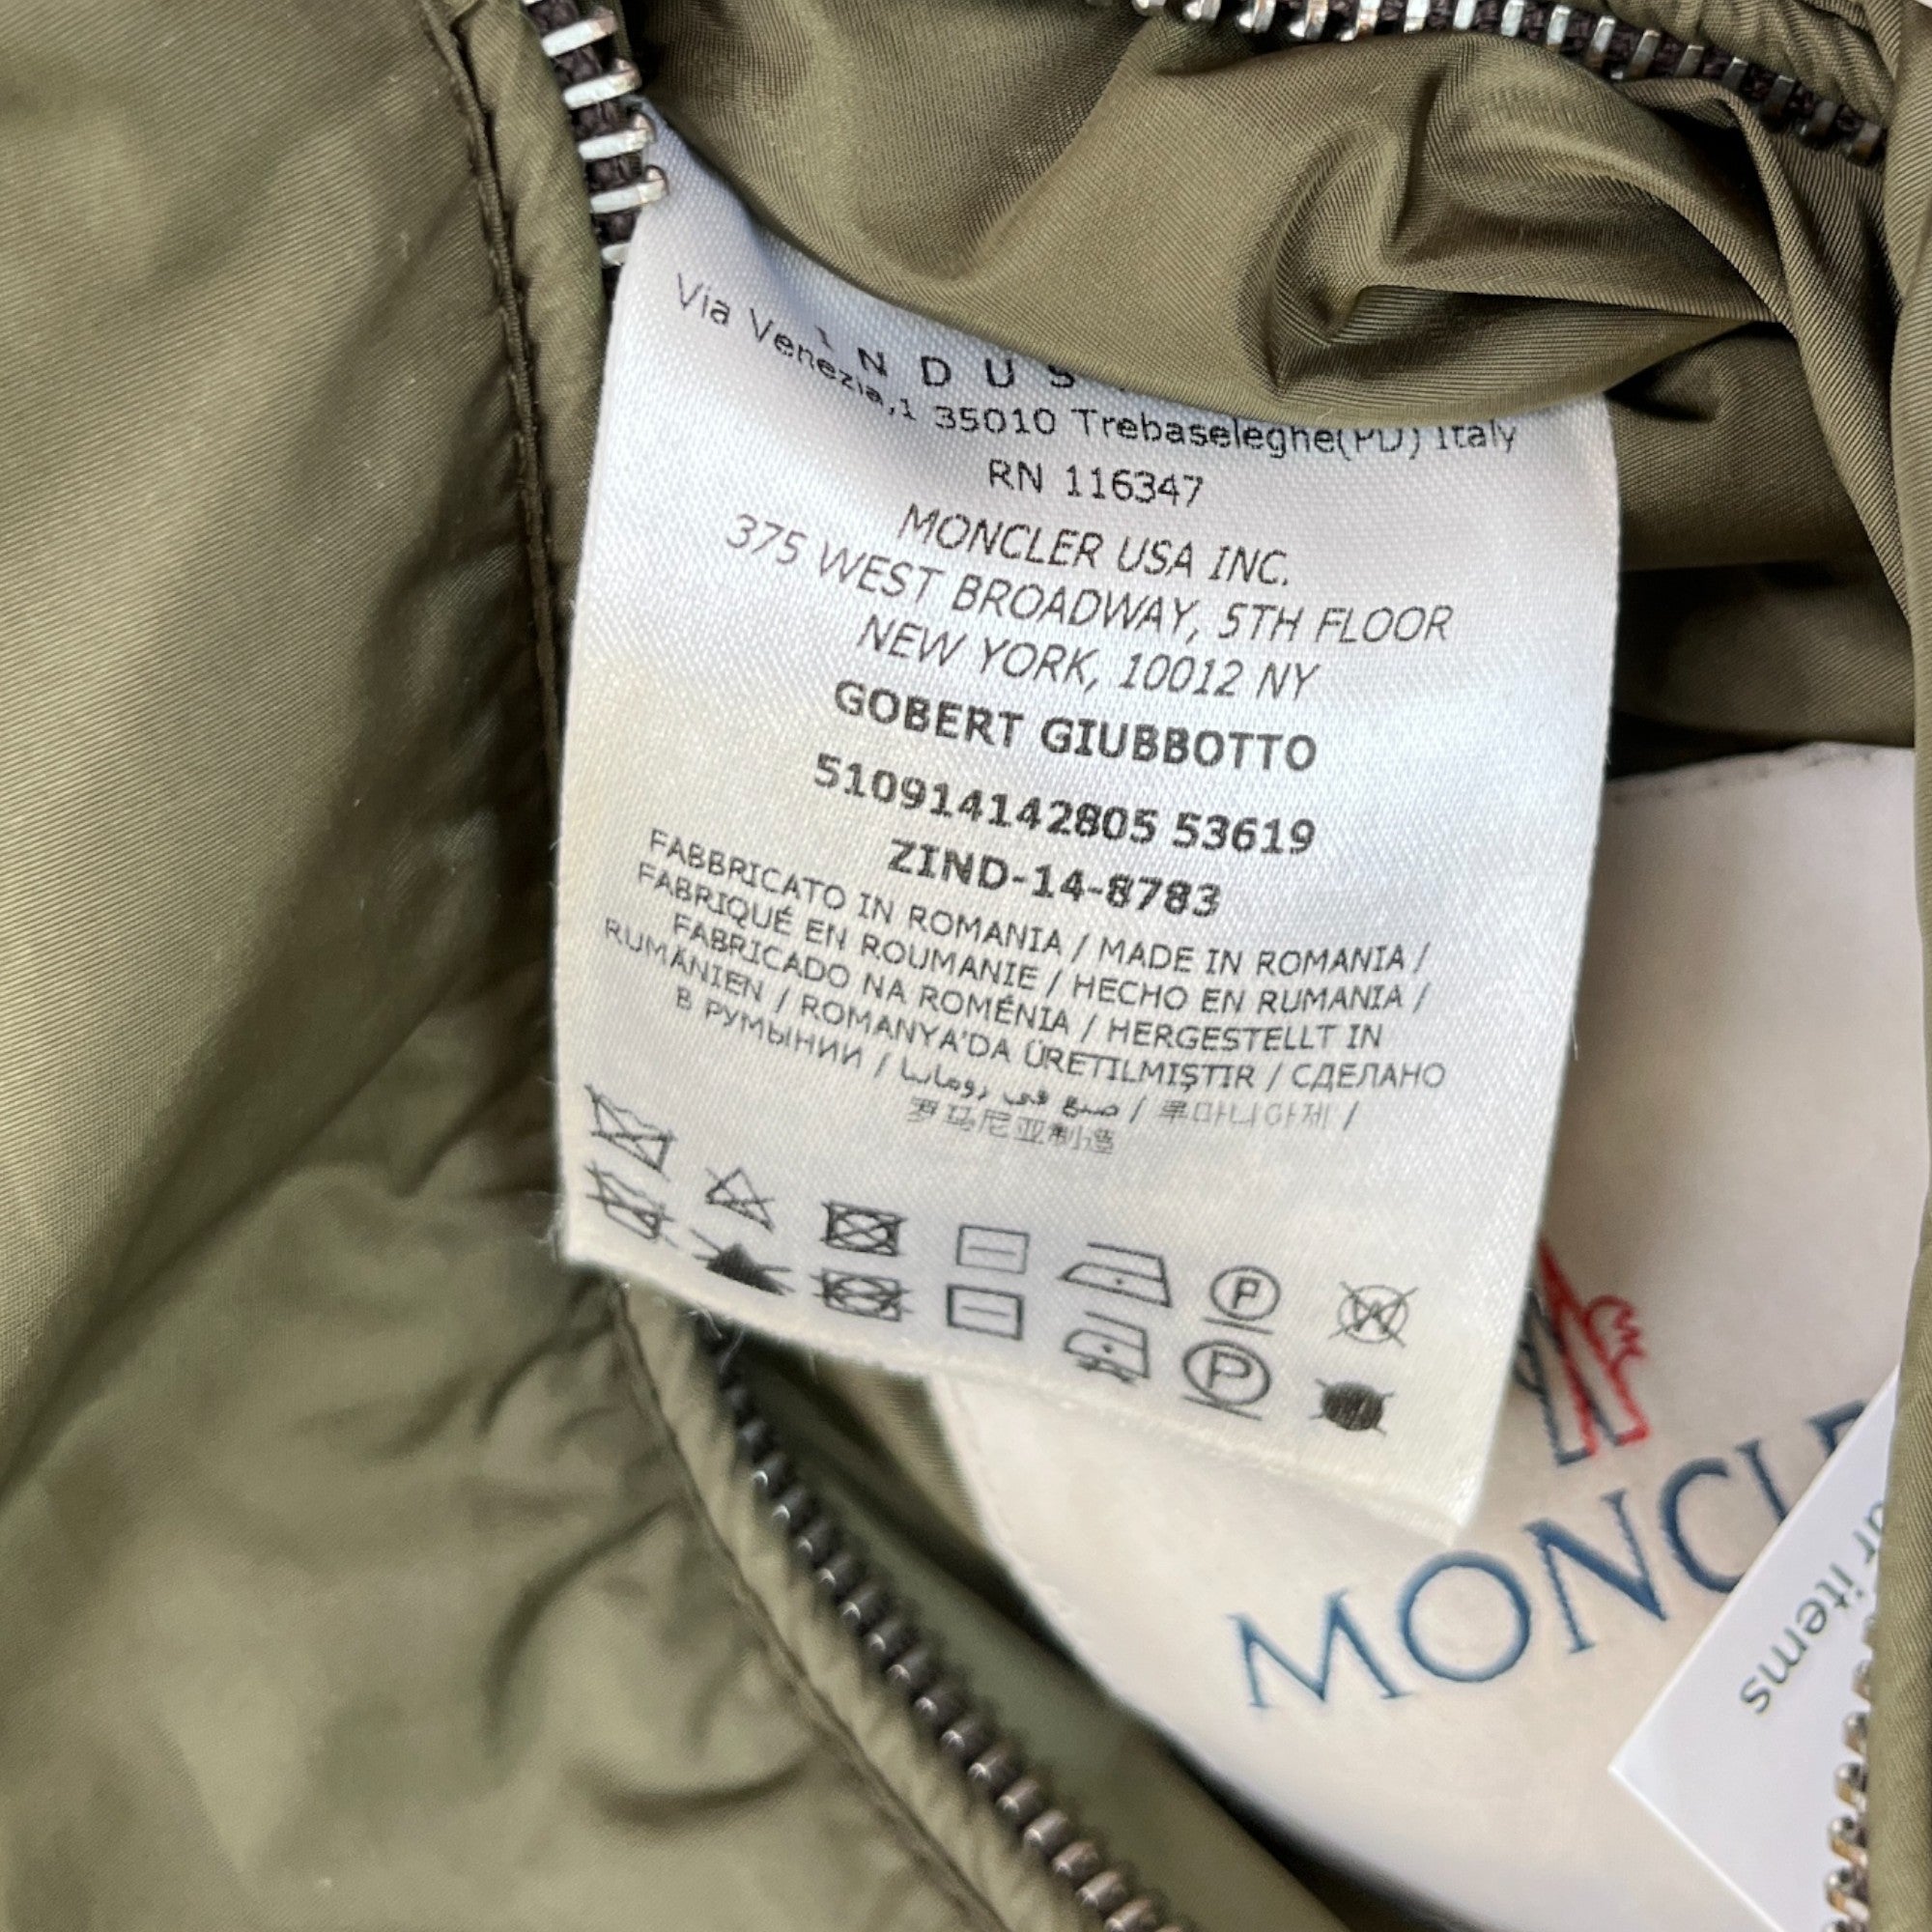 INDUS
Via Venezia,1 35010 Trebaseleghe(PD) Italy
RN 116347
MONCLER USA INC.
375 WEST BROADWAY, 5TH FLOOR
NEW YORK, 10012 NY
GOBERT GIUBBOTTO
510914142805 53619
ZIND-14-8783
FABBRICATO IN ROMANIA / MADE IN ROMANIA /
FABRIQUÉ EN ROUMANIE / HECHO EN RUMANIA /
FABRICADO NA ROMÉNIA / HERGESTELLT IN
RUMÄNIEN / ROMANYA'DA ÜRETILMIŞTIR / СДЕЛАНО
В РУМЫНИИ / صنع في رومانيا / 루마니아제 /
罗马尼亚制造
P
W
P
MONCLE
ur items